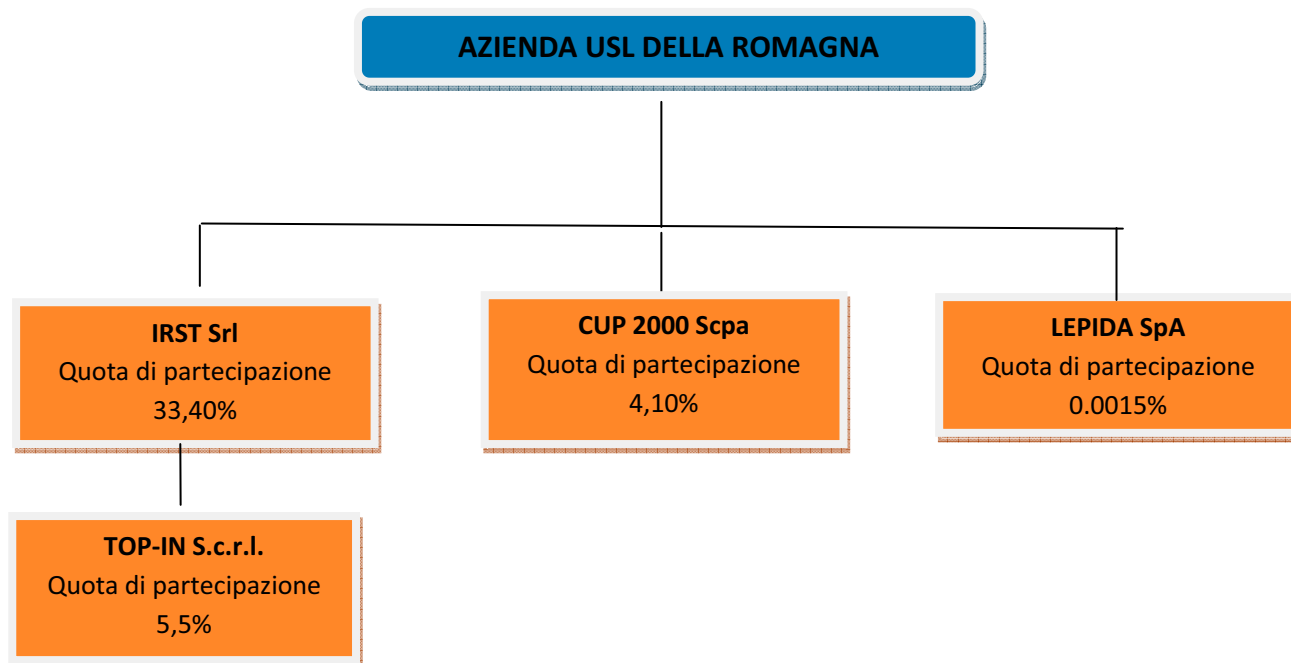 AZIENDA USL DELLA ROMAGNA
IRST Srl
Quota di partecipazione
33,40%
CUP 2000 Scpa
Quota di partecipazione
4,10%
LEPIDA SpA
Quota di partecipazione
0.0015%
TOP-IN S.c.r.l.
Quota di partecipazione
5,5%